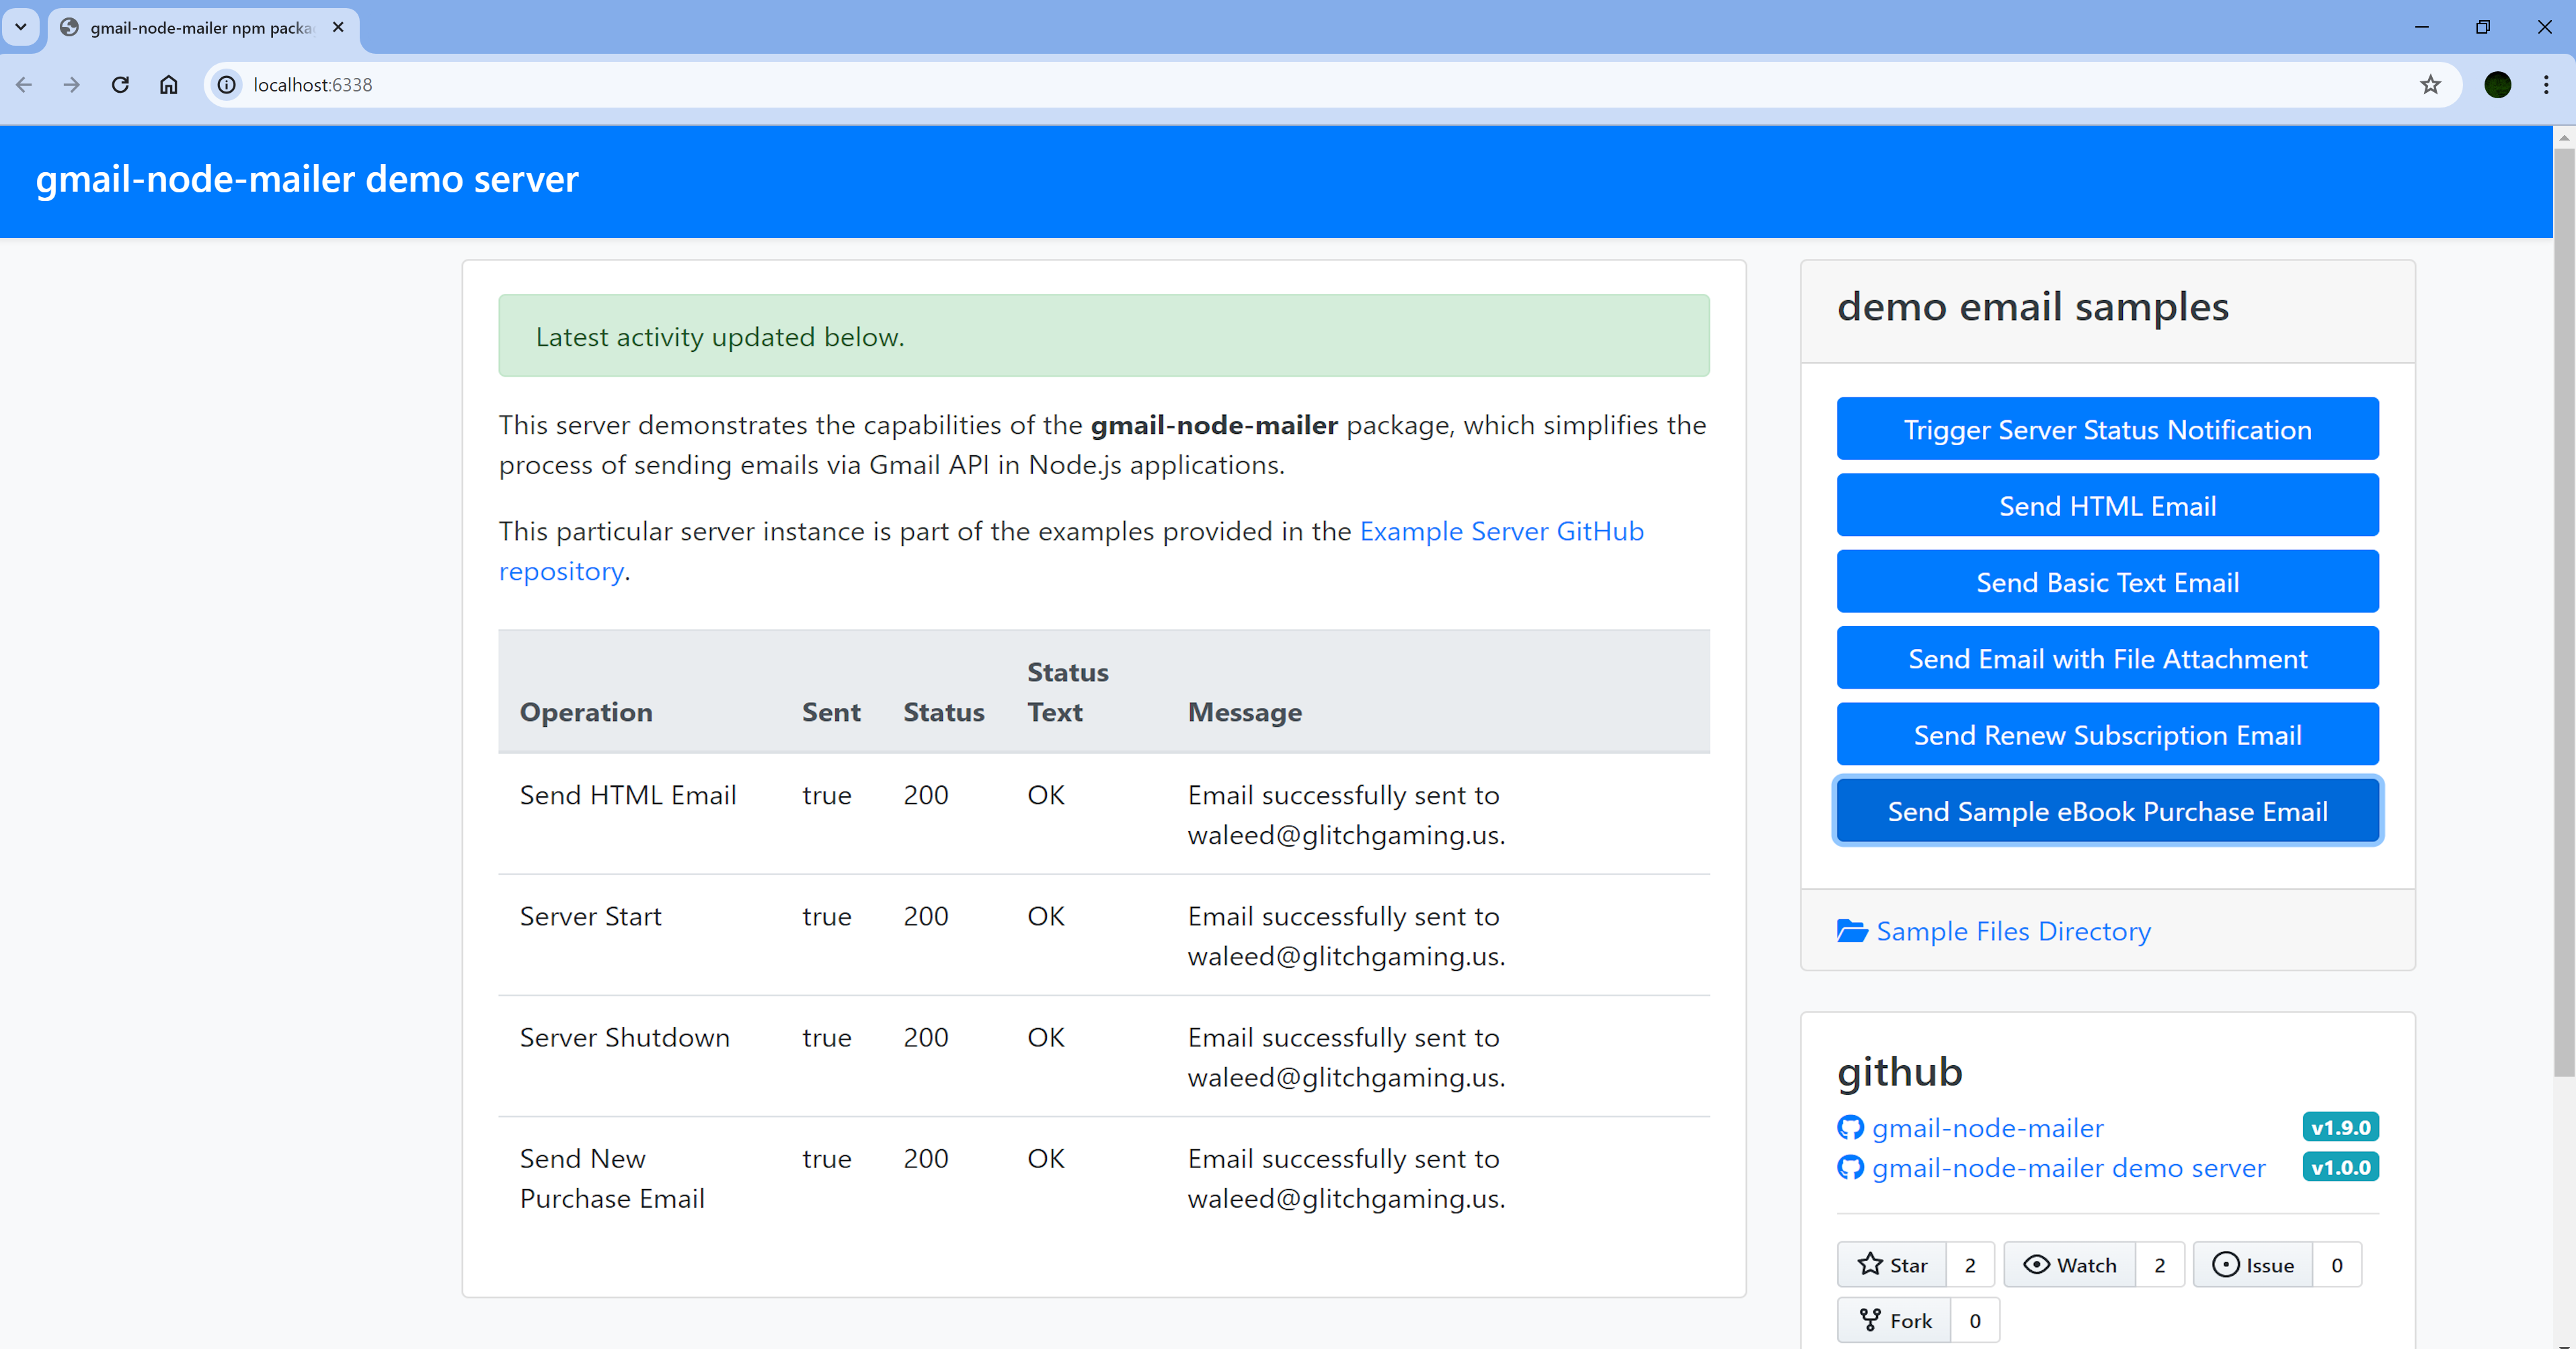 gmail-node-mailer npm packa
localhost:6338
gmail-node-mailer demo server
Latest activity updated below.
This server demonstrates the capabilities of the gmail-node-mailer package, which simplifies the
process of sending emails via Gmail API in Node.js applications.
This particular server instance is part of the examples provided in the Example Server GitHub
repository.
Operation Sent Status Status Text Message
Send HTML Email true 200 OK Email successfully sent to
waleed@glitchgaming.us.
Server Start true 200 OK Email successfully sent to
waleed@glitchgaming.us.
Server Shutdown true 200 OK Email successfully sent to
waleed@glitchgaming.us.
Send New true 200 OK Email successfully sent to
Purchase Email waleed@glitchgaming.us.
demo email samples
Trigger Server Status Notification
Send HTML Email
Send Basic Text Email
Send Email with File Attachment
Send Renew Subscription Email
Send Sample eBook Purchase Email
Sample Files Directory
github
gmail-node-mailer v1.9.0
gmail-node-mailer demo server v1.0.0
Star 2 Watch 2 Issue 0
Fork 0